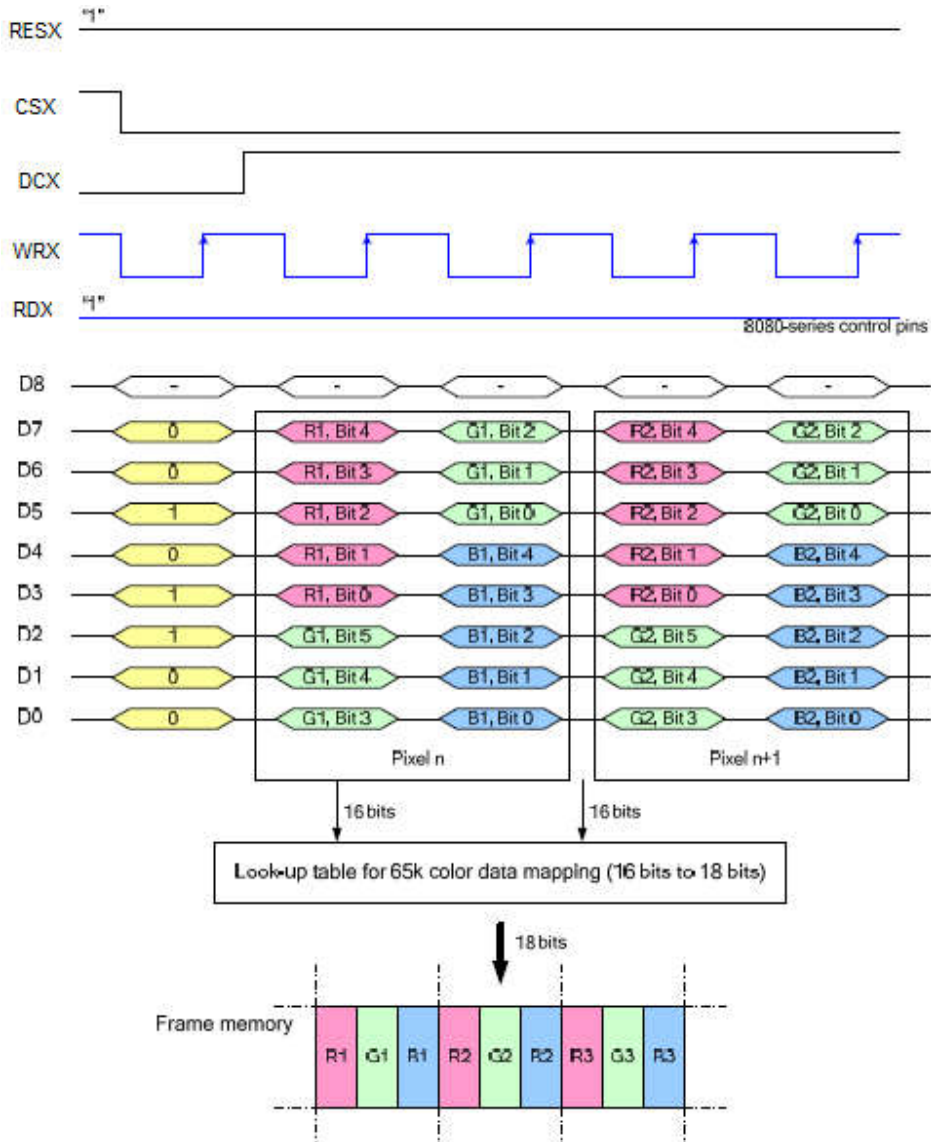 RESX "1"
CSX
DCX
WRX
RDX "1"
8080-series control pins
D8 - - - - -
D7 0 R1, Bit 4 G1, Bit 2 R2, Bit 4 G2, Bit 2
D6 0 R1, Bit 3 G1, Bit 1 R2, Bit 3 G2, Bit 1
D5 1 R1, Bit 2 G1, Bit 0 R2, Bit 2 G2, Bit 0
D4 0 R1, Bit 1 B1, Bit 4 R2, Bit 1 B2, Bit 4
D3 1 R1, Bit 0 B1, Bit 3 R2, Bit 0 B2, Bit 3
D2 1 G1, Bit 5 B1, Bit 2 G2, Bit 5 B2, Bit 2
D1 0 G1, Bit 4 B1, Bit 1 G2, Bit 4 B2, Bit 1
D0 0 G1, Bit 3 B1, Bit 0 G2, Bit 3 B2, Bit 0
Pixel n Pixel n+1
16 bits 16 bits
Look-up table for 65k color data mapping (16 bits to 18 bits)
18 bits
Frame memory
R1 G1 R1 R2 G2 R2 R3 G3 R3